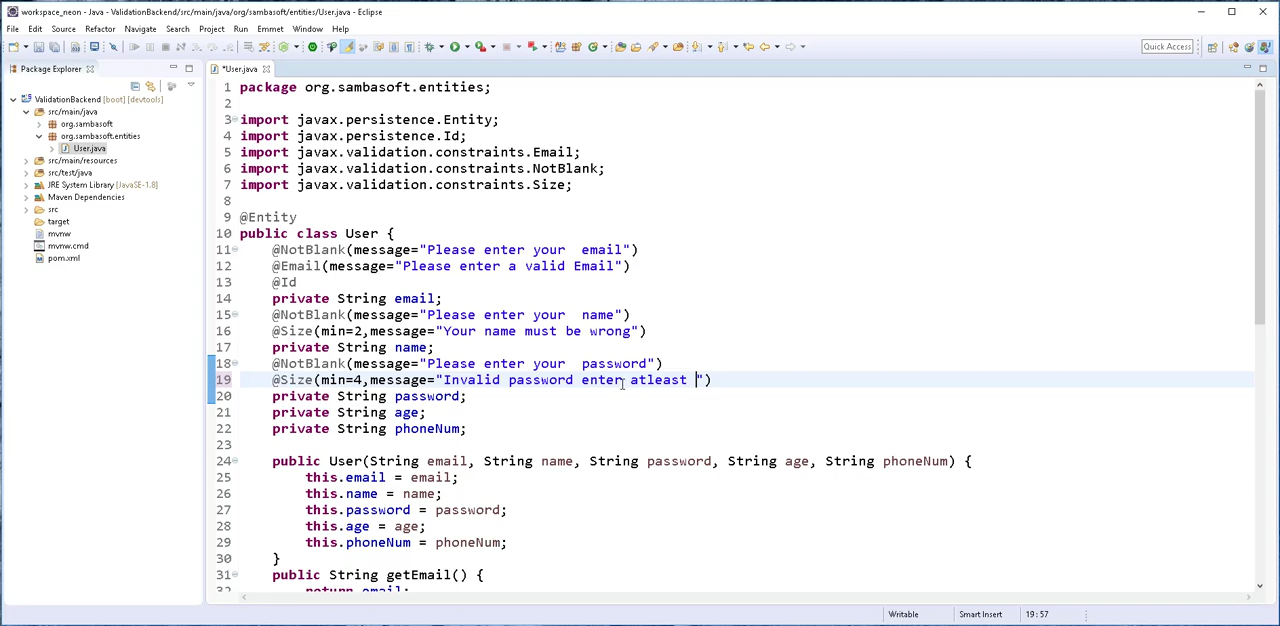 workspace_neon - Java - ValidationBackend/src/main/java/org/sambasoft/entities/User.java - Eclipse
File Edit Source Refactor Navigate Search Project Run Emmet Window Help
Quick Access
Package Explorer
*User.java
ValidationBackend [boot] [devtools]
src/main/java
org.sambasoft
org.sambasoft.entities
User.java
src/main/resources
src/test/java
JRE System Library [JavaSE-1.8]
Maven Dependencies
src
target
mvnw
mvnw.cmd
pom.xml
1 package org.sambasoft.entities;
2
3 import javax.persistence.Entity;
4 import javax.persistence.Id;
5 import javax.validation.constraints.Email;
6 import javax.validation.constraints.NotBlank;
7 import javax.validation.constraints.Size;
8
9 @Entity
10 public class User {
11 @NotBlank(message="Please enter your  email")
12 @Email(message="Please enter a valid Email")
13 @Id
14 private String email;
15 @NotBlank(message="Please enter your  name")
16 @Size(min=2,message="Your name must be wrong")
17 private String name;
18 @NotBlank(message="Please enter your  password")
19 @Size(min=4,message="Invalid password enter atleast ")
20 private String password;
21 private String age;
22 private String phoneNum;
23
24 public User(String email, String name, String password, String age, String phoneNum) {
25 this.email = email;
26 this.name = name;
27 this.password = password;
28 this.age = age;
29 this.phoneNum = phoneNum;
30 }
31 public String getEmail() {
32 return email;
Writable Smart Insert 19:57